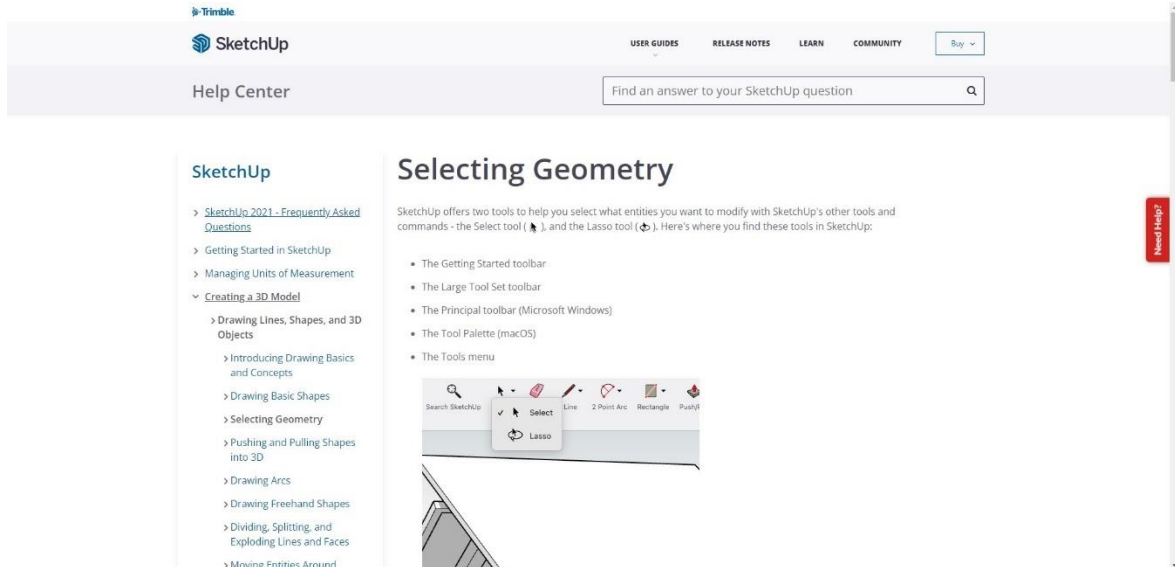 Trimble
SketchUp
USER GUIDES
RELEASE NOTES
LEARN
COMMUNITY
Buy
Help Center
Find an answer to your SketchUp question
SketchUp
SketchUp 2021 - Frequently Asked
Questions
Getting Started in SketchUp
Managing Units of Measurement
Creating a 3D Model
Drawing Lines, Shapes, and 3D
Objects
Introducing Drawing Basics
and Concepts
Drawing Basic Shapes
Selecting Geometry
Pushing and Pulling Shapes
into 3D
Drawing Arcs
Drawing Freehand Shapes
Dividing, Splitting, and
Exploding Lines and Faces
Moving Entities Around
Selecting Geometry
SketchUp offers two tools to help you select what entities you want to modify with SketchUp's other tools and
commands - the Select tool ( ), and the Lasso tool ( ). Here's where you find these tools in SketchUp:
The Getting Started toolbar
The Large Tool Set toolbar
The Principal toolbar (Microsoft Windows)
The Tool Palette (macOS)
The Tools menu
Search SketchUp
Line
2 Point Arc
Rectangle
Push/P
Select
Lasso
Need Help?